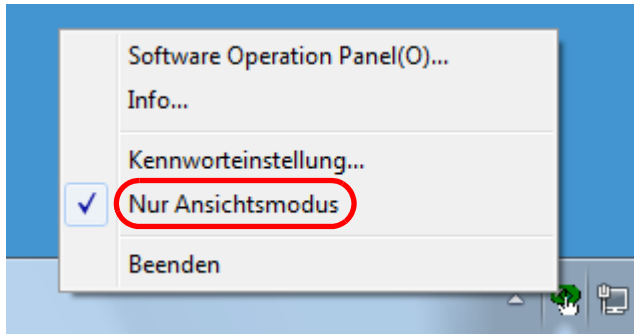 Software Operation Panel(O)...
Info...
Kennworteinstellung...
Nur Ansichtsmodus
Beenden